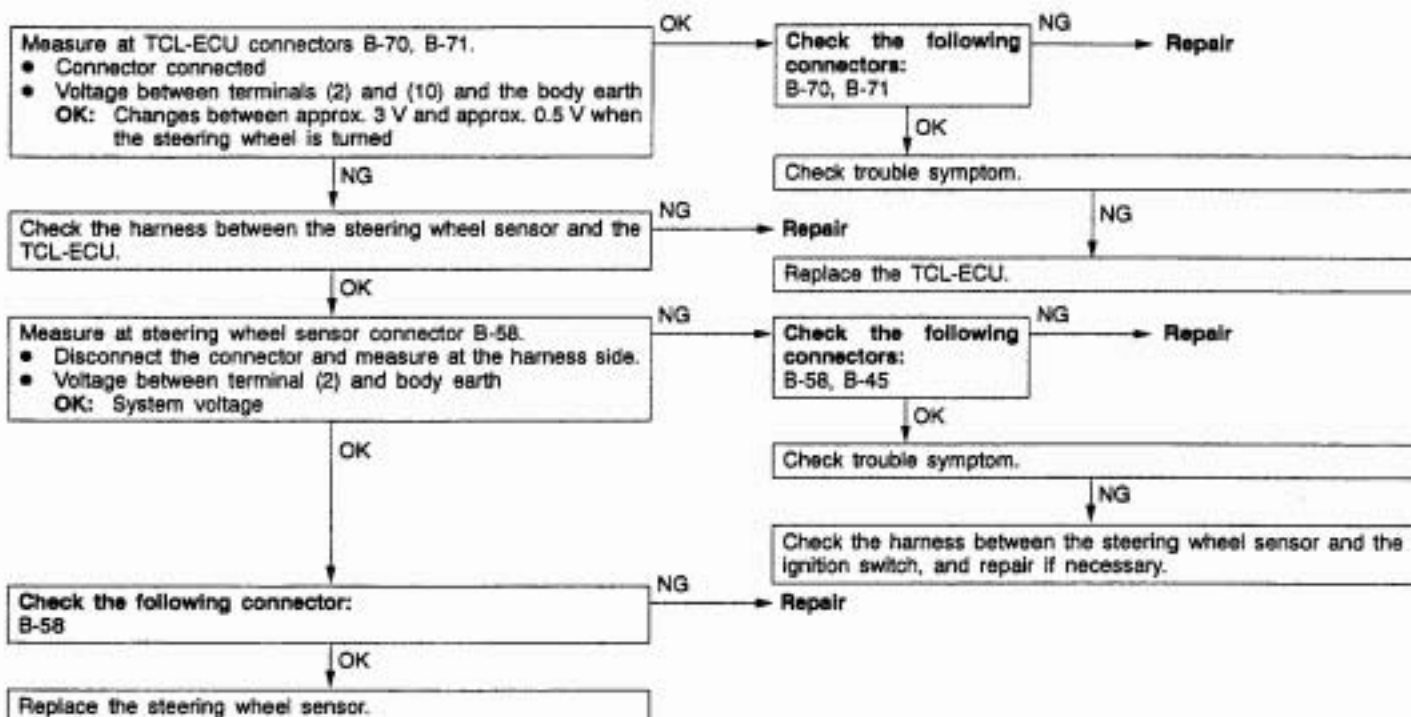 Measure at TCL-ECU connectors B-70, B-71.
● Connector connected
● Voltage between terminals (2) and (10) and the body earth
OK: Changes between approx. 3 V and approx. 0.5 V when
the steering wheel is turned
OK
Check the following
connectors:
B-70, B-71
NG
Repair
OK
Check trouble symptom.
NG
Replace the TCL-ECU.
NG
Check the harness between the steering wheel sensor and the
TCL-ECU.
NG
Repair
OK
Measure at steering wheel sensor connector B-58.
● Disconnect the connector and measure at the harness side.
● Voltage between terminal (2) and body earth
OK: System voltage
NG
Check the following
connectors:
B-58, B-45
NG
Repair
OK
Check trouble symptom.
NG
Check the harness between the steering wheel sensor and the
ignition switch, and repair if necessary.
OK
Check the following connector:
B-58
NG
Repair
OK
Replace the steering wheel sensor.